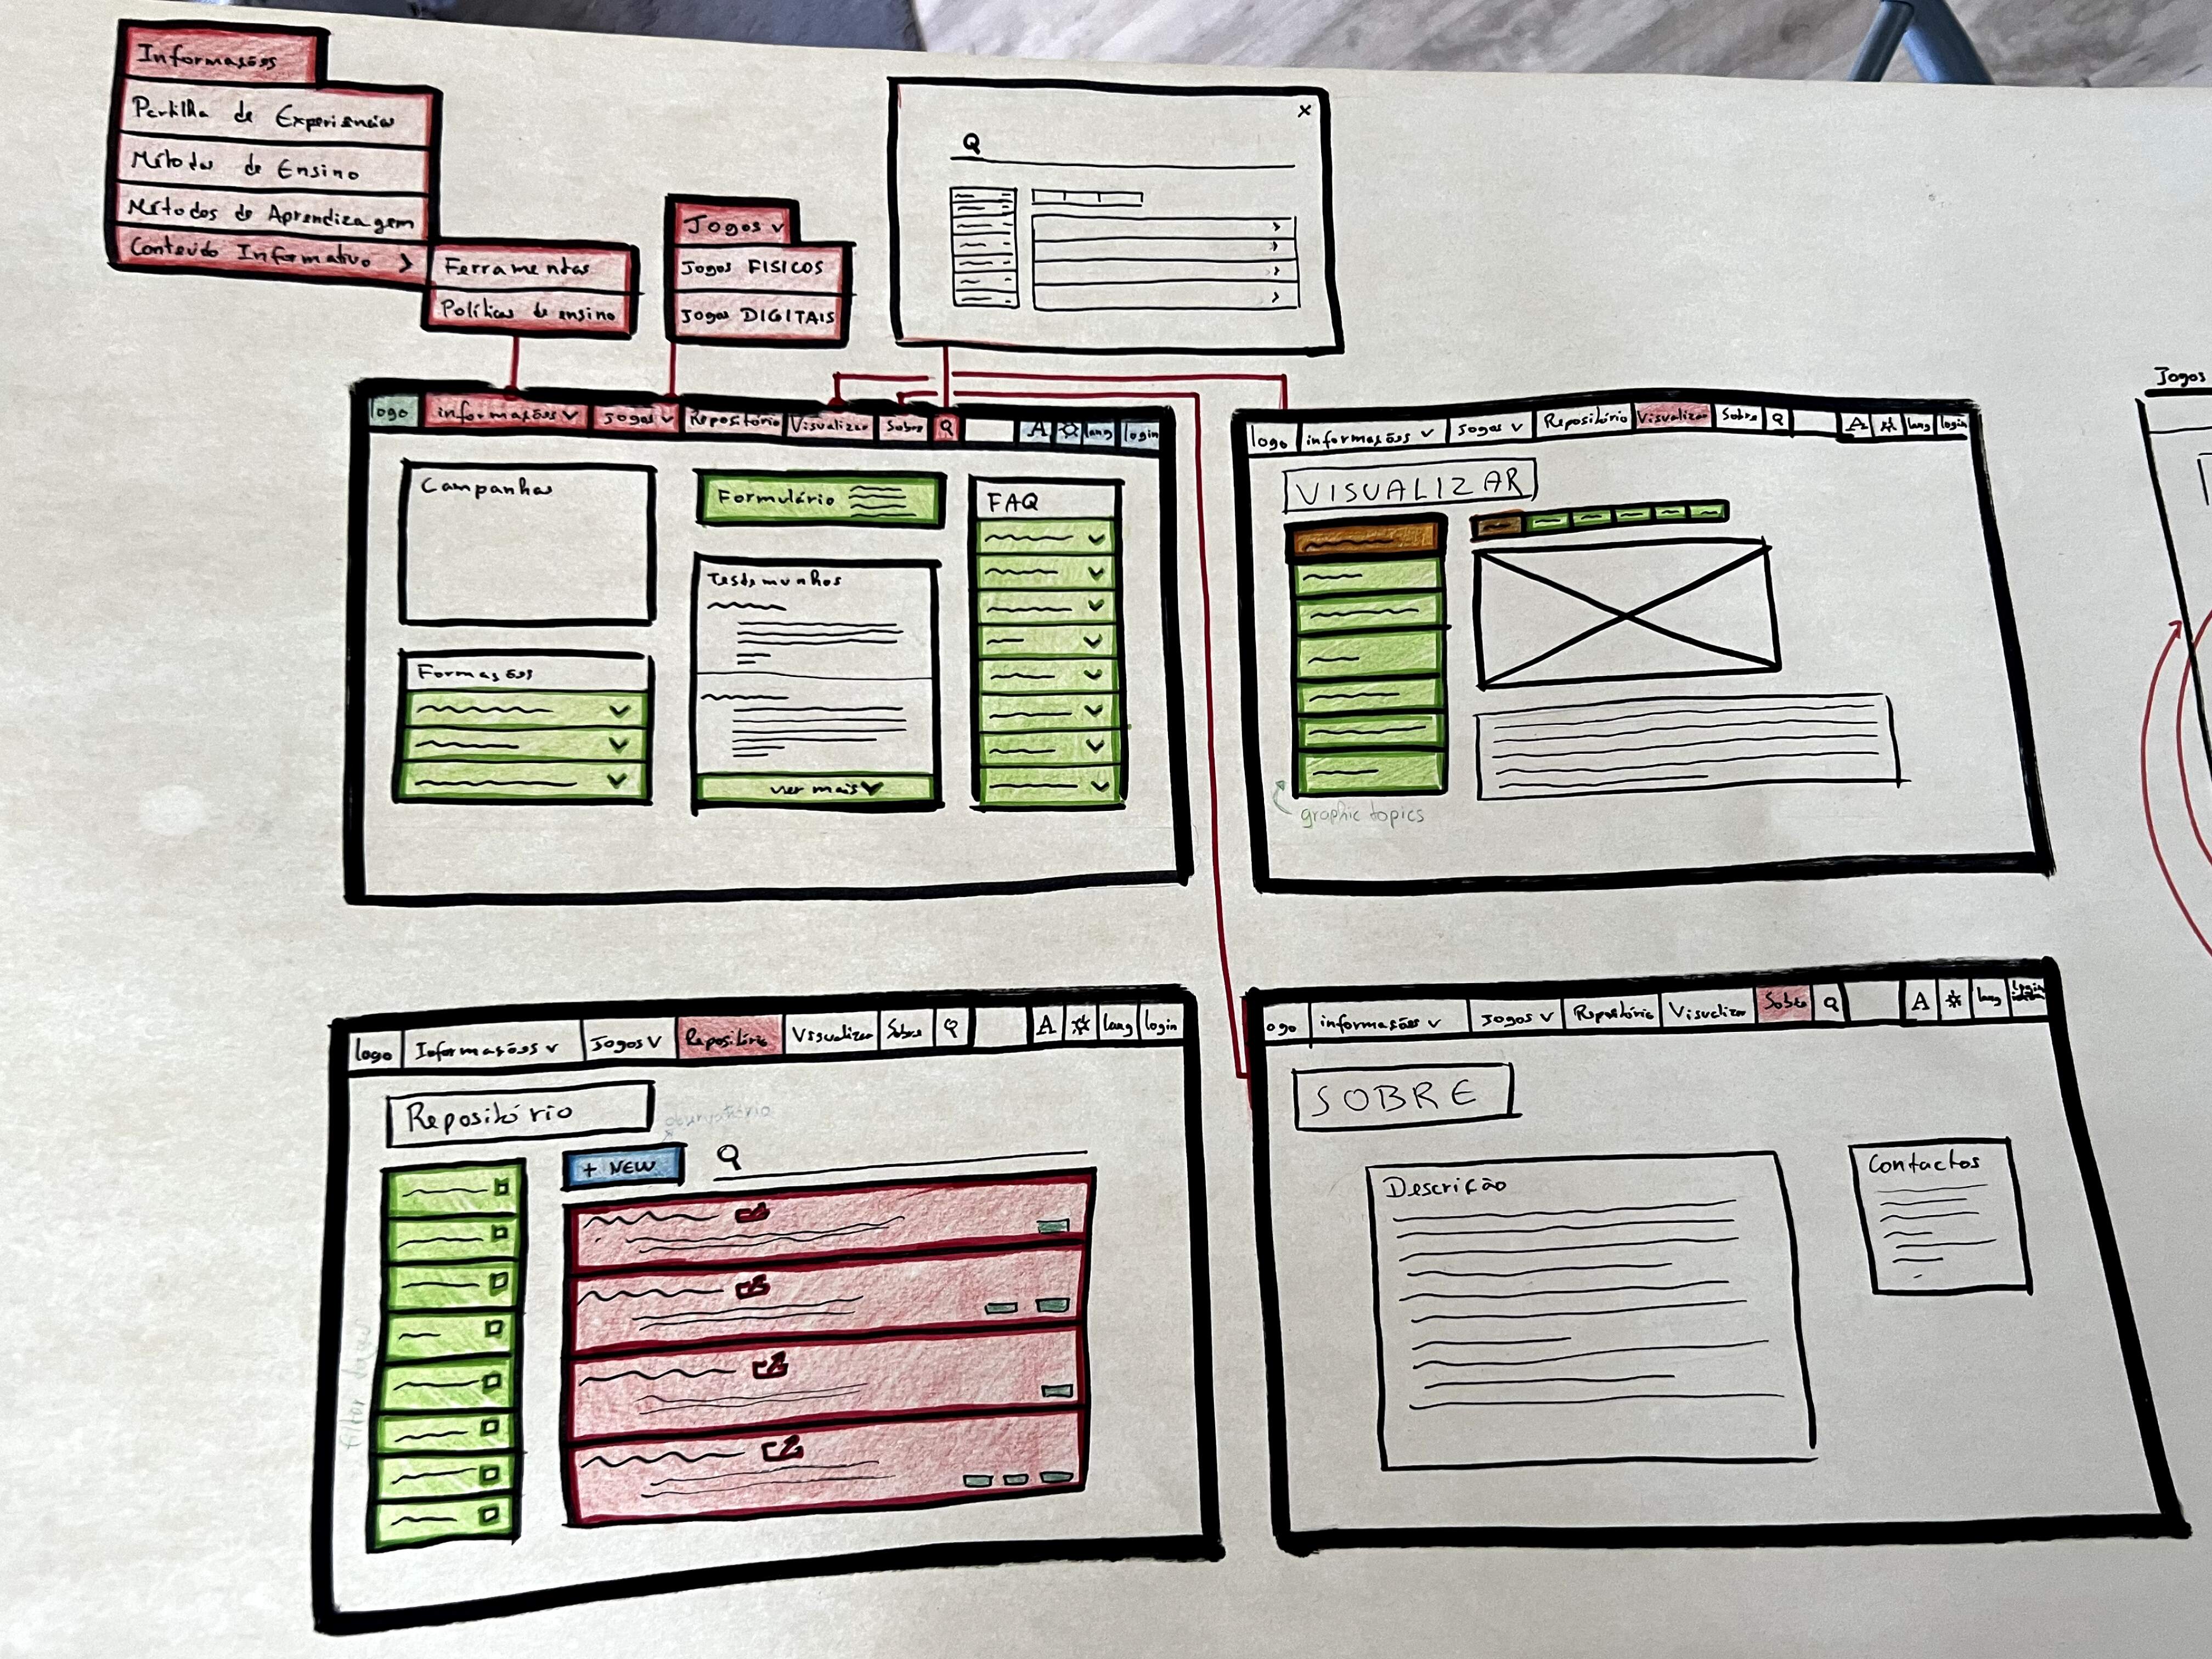 Informações
Partilha de Experiências
Métodos de Ensino
Métodos de Aprendizagem
Conteúdo Informativo >
Ferramentas
Políticas de ensino
Jogos v
Jogos FISICOS
Jogos DIGITAIS
x
logo informações v Jogos v Repositório Visualizar Sobre A lang login
Campanhas
Formações
Formulário
Testemunhos
ver mais v
FAQ
logo informações v Jogos v Repositório Visualizar Sobre A lang login
VISUALIZAR
graphic topics
Jogos
logo Informações v Jogos v Repositório Visualizar Sobre A lang login
Repositório
+ NEW
filter
logo informações v Jogos v Repositório Visualizar Sobre A lang
SOBRE
Descrição
Contactos